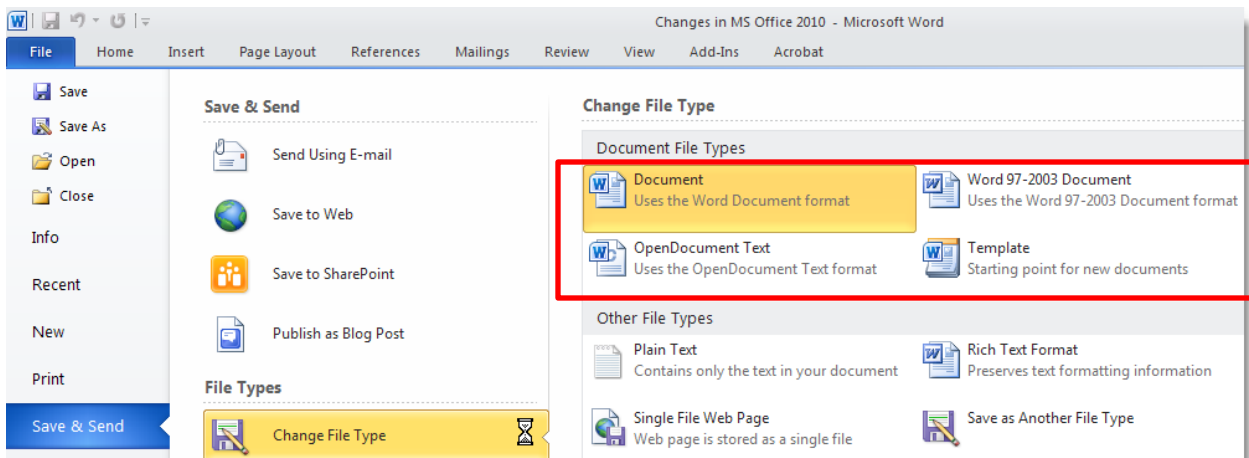 Changes in MS Office 2010 - Microsoft Word
File Home Insert Page Layout References Mailings Review View Add-Ins Acrobat
Save
Save As
Open
Close
Info
Recent
New
Print
Save & Send
Save & Send
Send Using E-mail
Save to Web
Save to SharePoint
Publish as Blog Post
File Types
Change File Type
Change File Type
Document File Types
Document
Uses the Word Document format
Word 97-2003 Document
Uses the Word 97-2003 Document format
OpenDocument Text
Uses the OpenDocument Text format
Template
Starting point for new documents
Other File Types
Plain Text
Contains only the text in your document
Rich Text Format
Preserves text formatting information
Single File Web Page
Web page is stored as a single file
Save as Another File Type